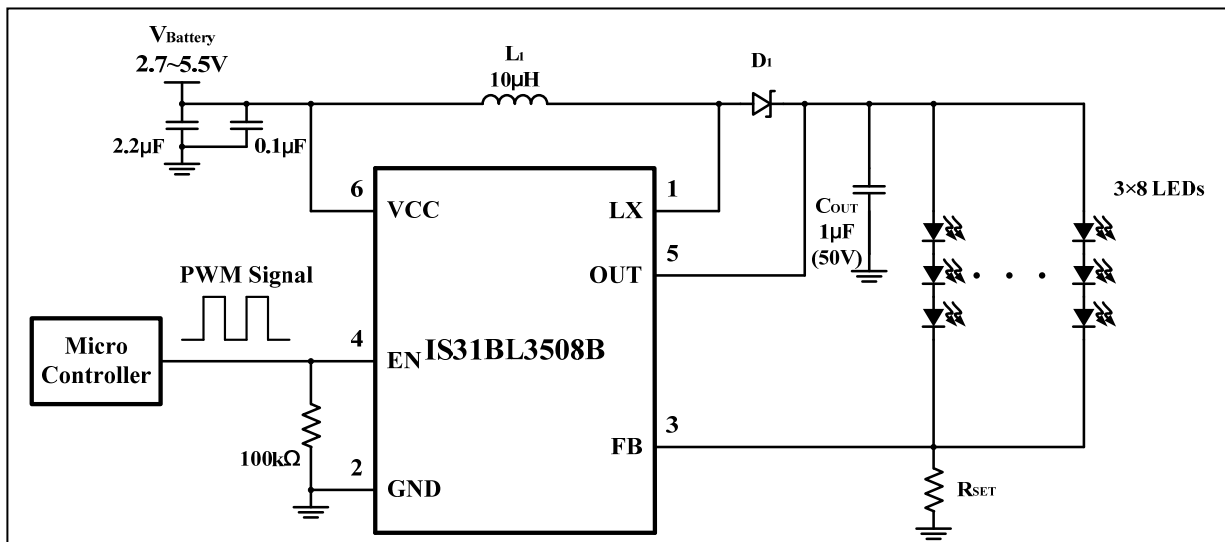 VBattery
2.7~5.5V
L1
10μH
D1
2.2μF
0.1μF
6
VCC
1
LX
COUT
1μF
(50V)
3×8 LEDs
5
OUT
PWM Signal
Micro
Controller
4
EN
IS31BL3508B
3
FB
100kΩ
2
GND
RSET